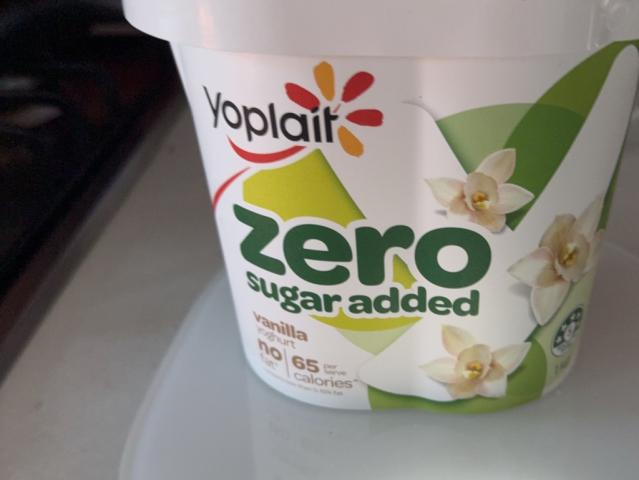 yoplait
zero
sugar added
vanilla
yoghurt
no 65 per serve
fat* calories^